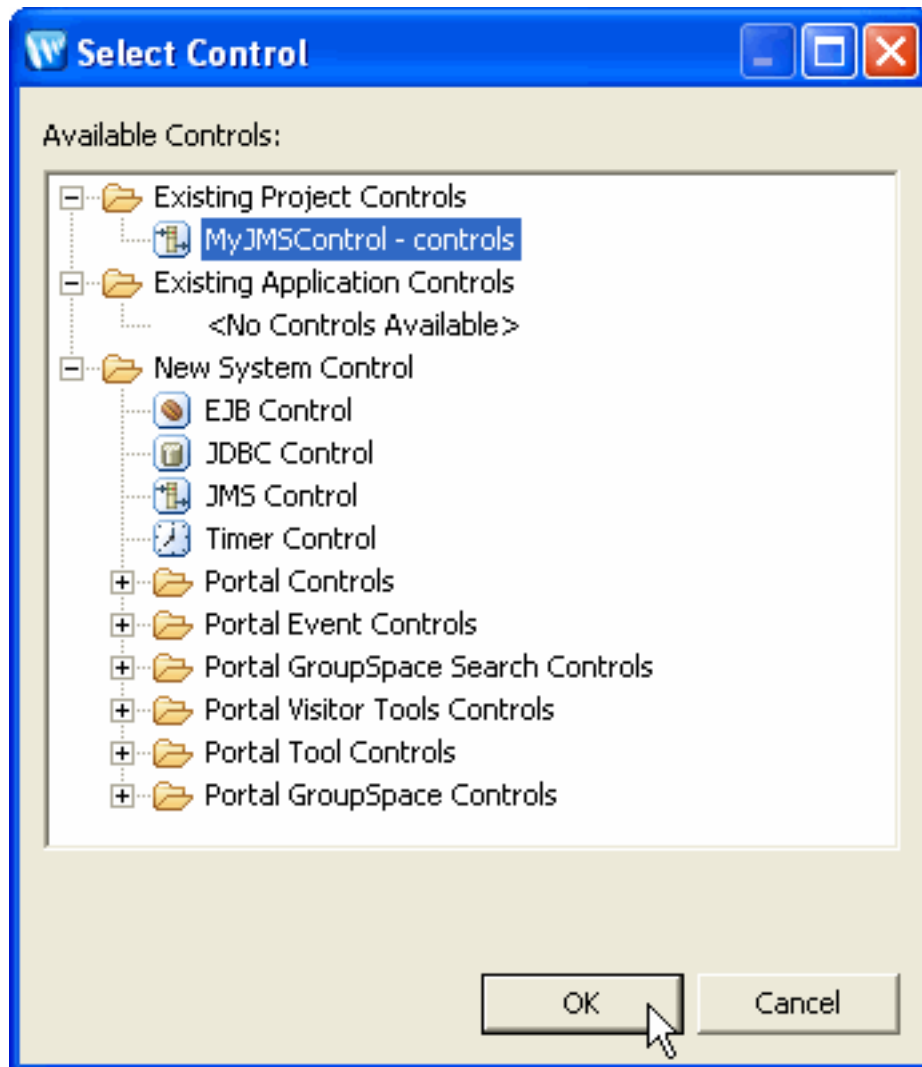 Select Control
Available Controls:
Existing Project Controls
MyJMSControl - controls
Existing Application Controls
<No Controls Available>
New System Control
EJB Control
JDBC Control
JMS Control
Timer Control
Portal Controls
Portal Event Controls
Portal GroupSpace Search Controls
Portal Visitor Tools Controls
Portal Tool Controls
Portal GroupSpace Controls
OK Cancel